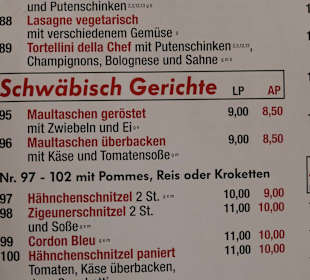 und Putenschinken
88 Lasagne vegetarisch
mit verschiedenem Gemüse
89 Tortellini della Chef mit Putenschinken
Champignons, Bolognese und Sahne
Schwäbisch Gerichte LP AP
95 Maultaschen geröstet 9,00 8,50
mit Zwiebeln und Ei
96 Maultaschen überbacken 9,00 8,50
mit Käse und Tomatensoße
Nr. 97 - 102 mit Pommes, Reis oder Kroketten
97 Hähnchenschnitzel 2 St. 10,00 9,00
98 Zigeunerschnitzel 2 St. 11,00 10,00
und Soße
99 Cordon Bleu 11,00 10,00
100 Hähnchenschnitzel paniert 11,00 10,00
Tomaten, Käse überbacken,